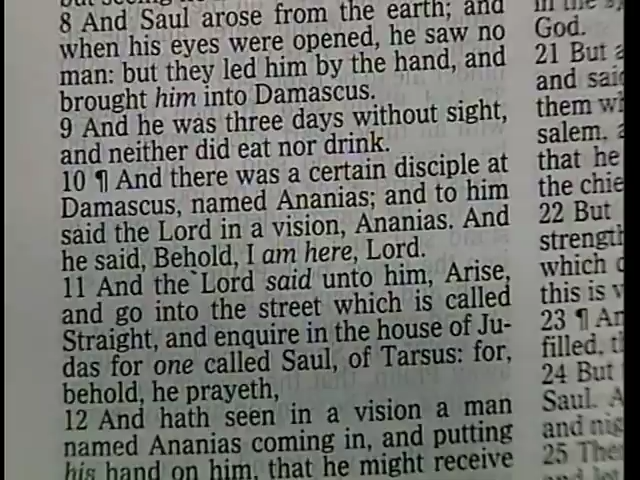 8 And Saul arose from the earth; and
when his eyes were opened, he saw no
man: but they led him by the hand, and
brought him into Damascus.
9 And he was three days without sight,
and neither did eat nor drink.
10 ¶ And there was a certain disciple at
Damascus, named Ananias; and to him
said the Lord in a vision, Ananias. And
he said, Behold, I am here, Lord.
11 And the Lord said unto him, Arise,
and go into the street which is called
Straight, and enquire in the house of Ju-
das for one called Saul, of Tarsus: for,
behold, he prayeth,
12 And hath seen in a vision a man
named Ananias coming in, and putting
his hand on him, that he might receive
God.
21 But
and
them
salem.
that he
the
22 But
which
this is
23 ¶
filled,
24 But
Saul.
and
25